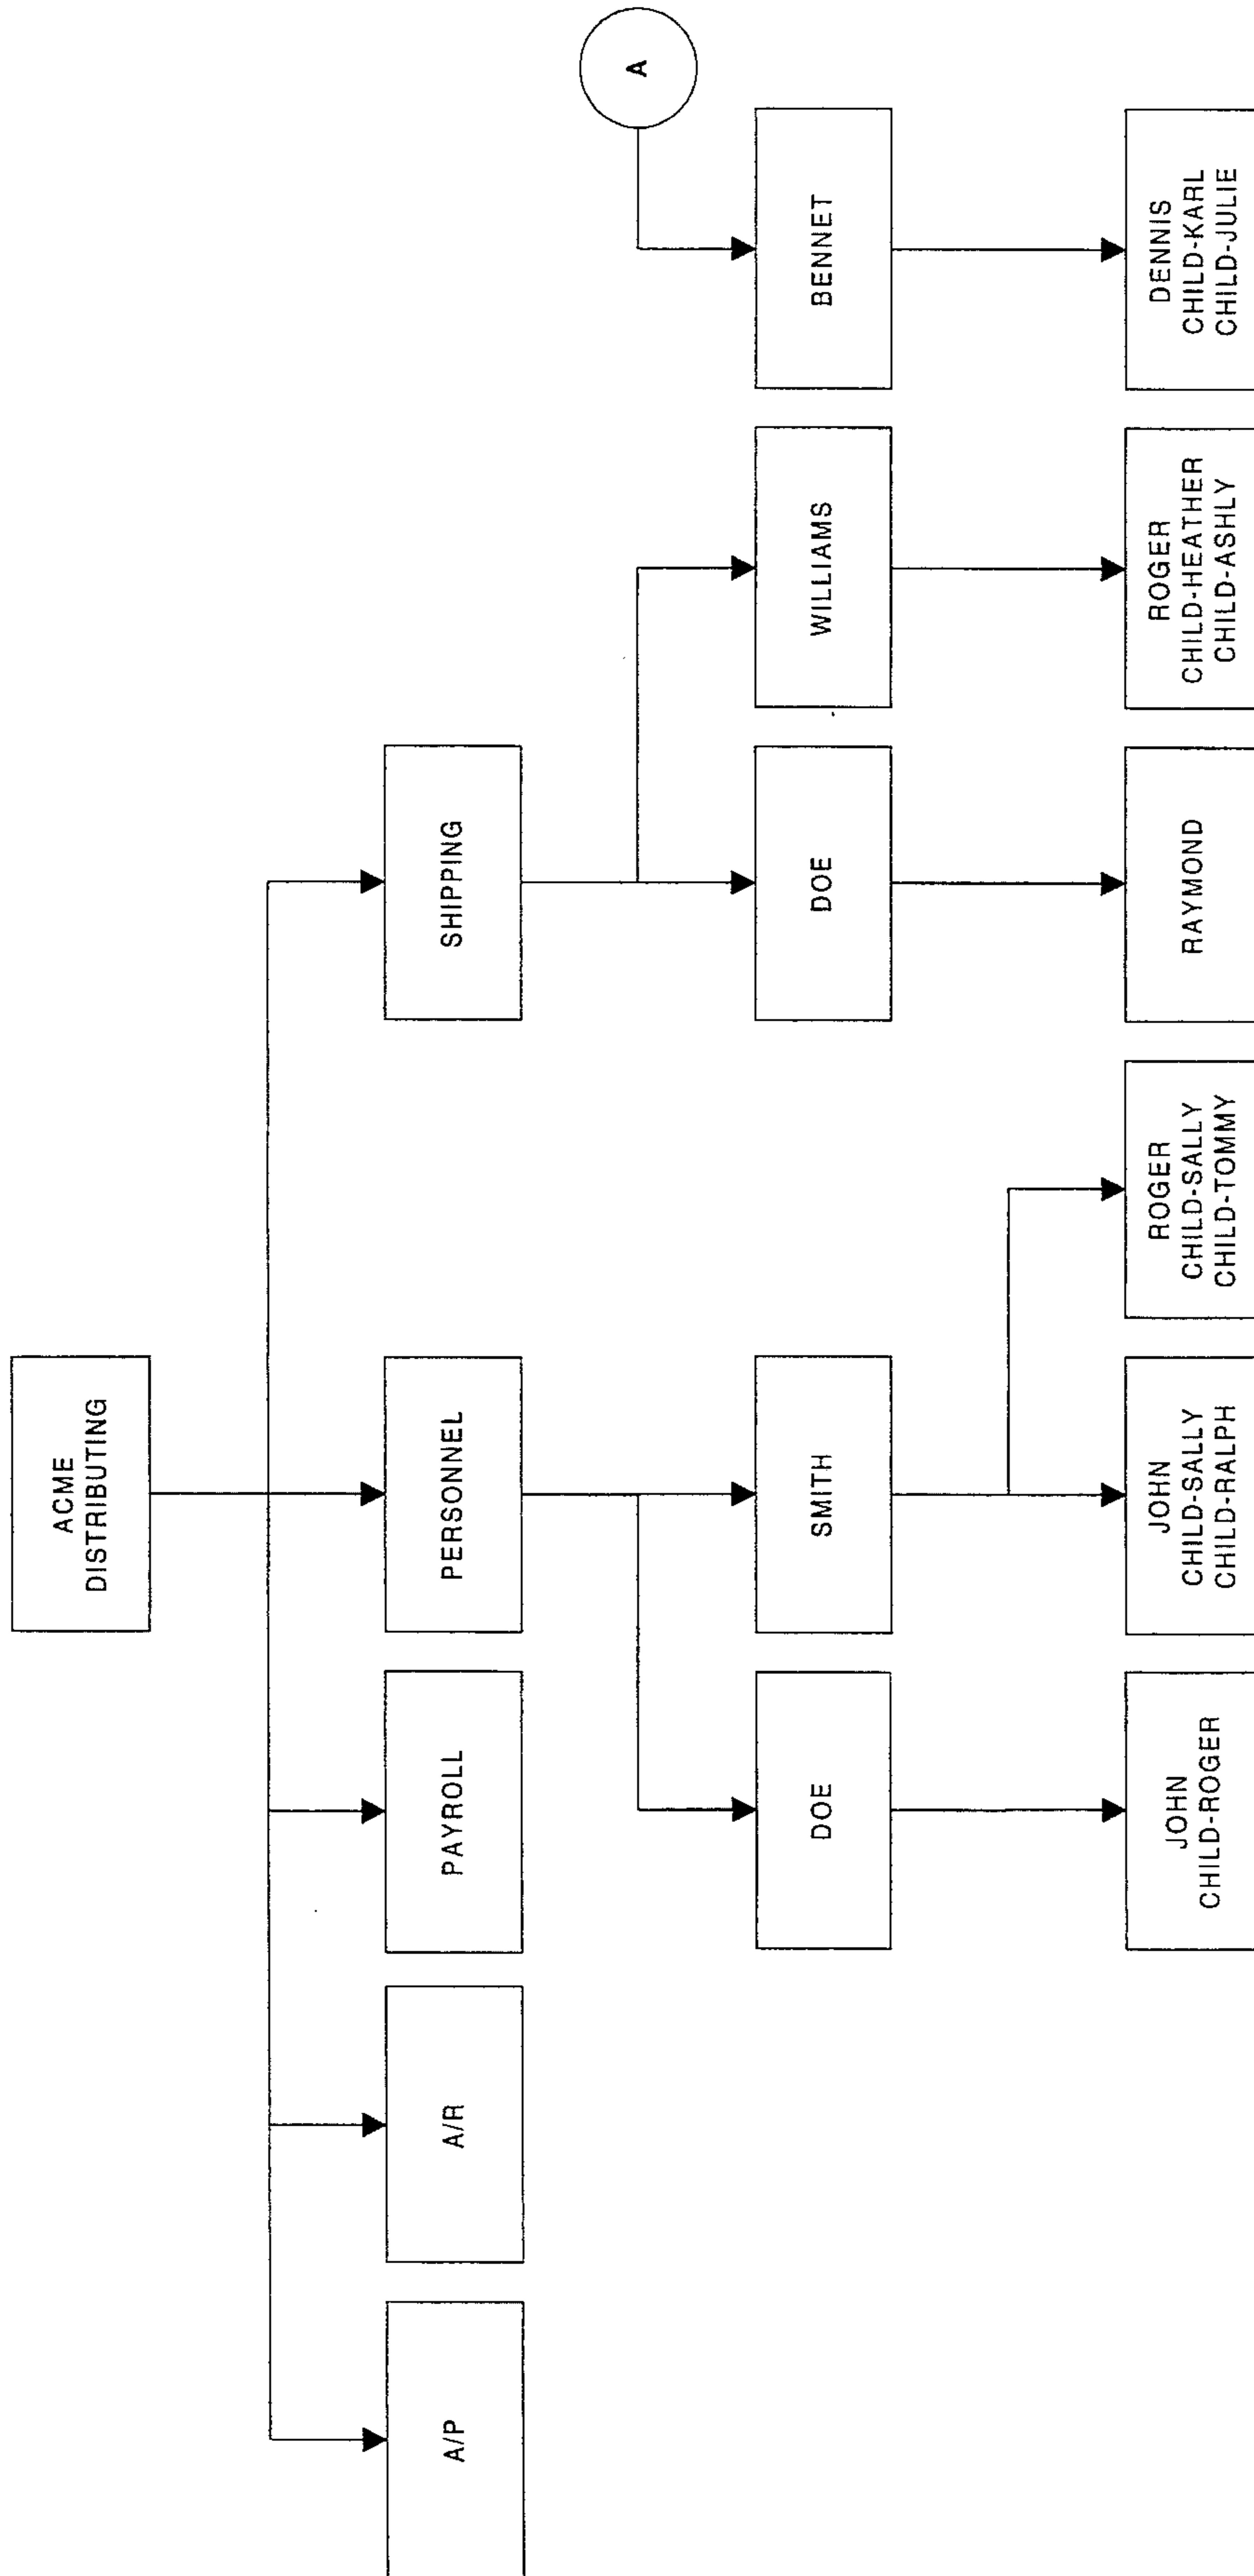 ACME
DISTRIBUTING
A/P
A/R
PAYROLL
PERSONNEL
SHIPPING
A
DOE
SMITH
DOE
WILLIAMS
BENNET
JOHN
CHILD-ROGER
JOHN
CHILD-SALLY
CHILD-RALPH
ROGER
CHILD-SALLY
CHILD-TOMMY
RAYMOND
ROGER
CHILD-HEATHER
CHILD-ASHLY
DENNIS
CHILD-KARL
CHILD-JULIE